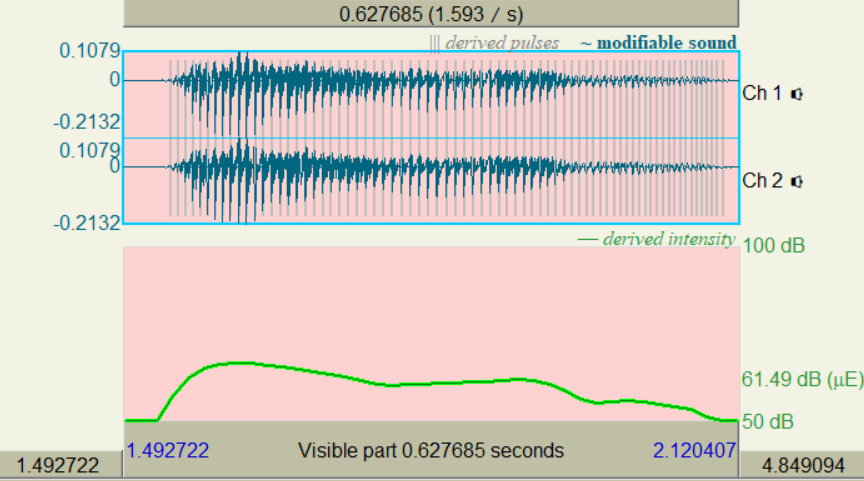 0.627685 (1.593 / s)
||| derived pulses ~ modifiable sound
0.1079
0
-0.2132
Ch 1
0.1079
0
-0.2132
Ch 2
— derived intensity
100 dB
61.49 dB (µE)
50 dB
1.492722 Visible part 0.627685 seconds 2.120407
1.492722 4.849094